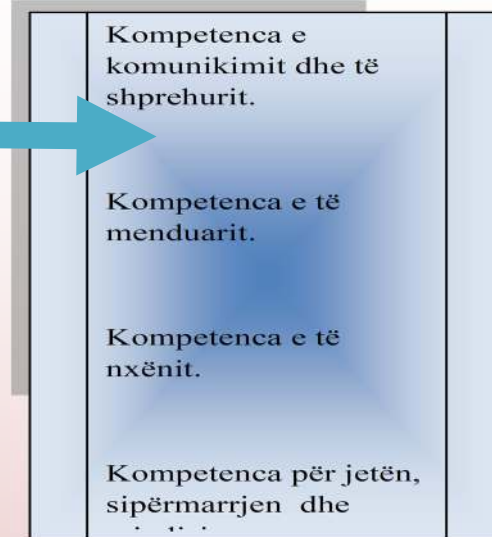 Kompetenca e
komunikimit dhe të
shprehurit.
Kompetenca e të
menduarit.
Kompetenca e të
nxënit.
Kompetenca për jetën,
sipërmarrjen dhe